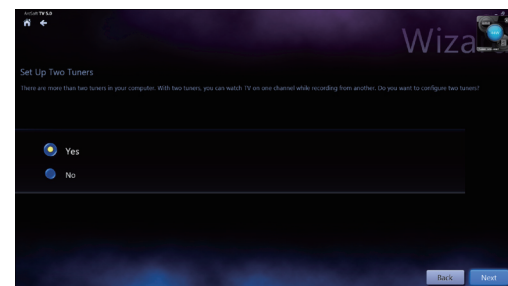 ArcSoft TV 5.0
Wiza
Set Up Two Tuners
There are more than two tuners in your computer. With two tuners, you can watch TV on one channel while recording from another. Do you want to configure two tuners?
Yes
No
Back
Next